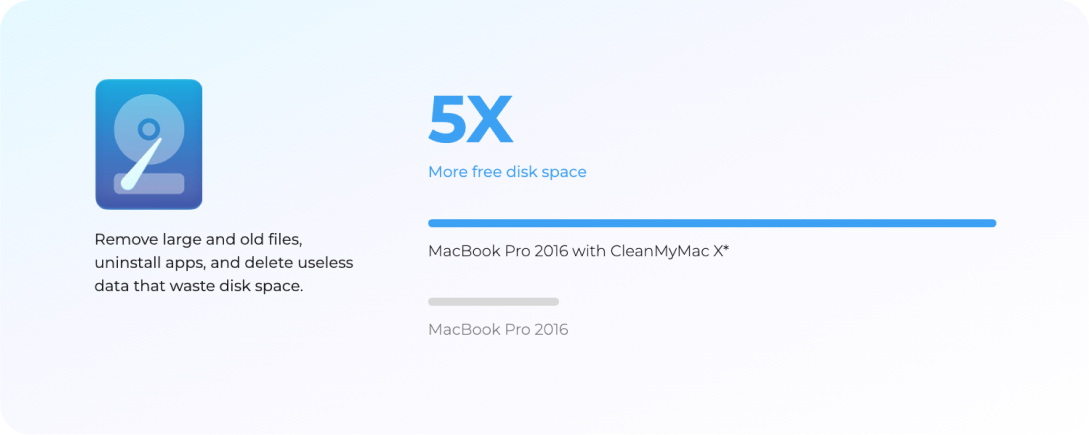 Remove large and old files,
uninstall apps, and delete useless
data that waste disk space.
5X
More free disk space
MacBook Pro 2016 with CleanMyMac X*
MacBook Pro 2016